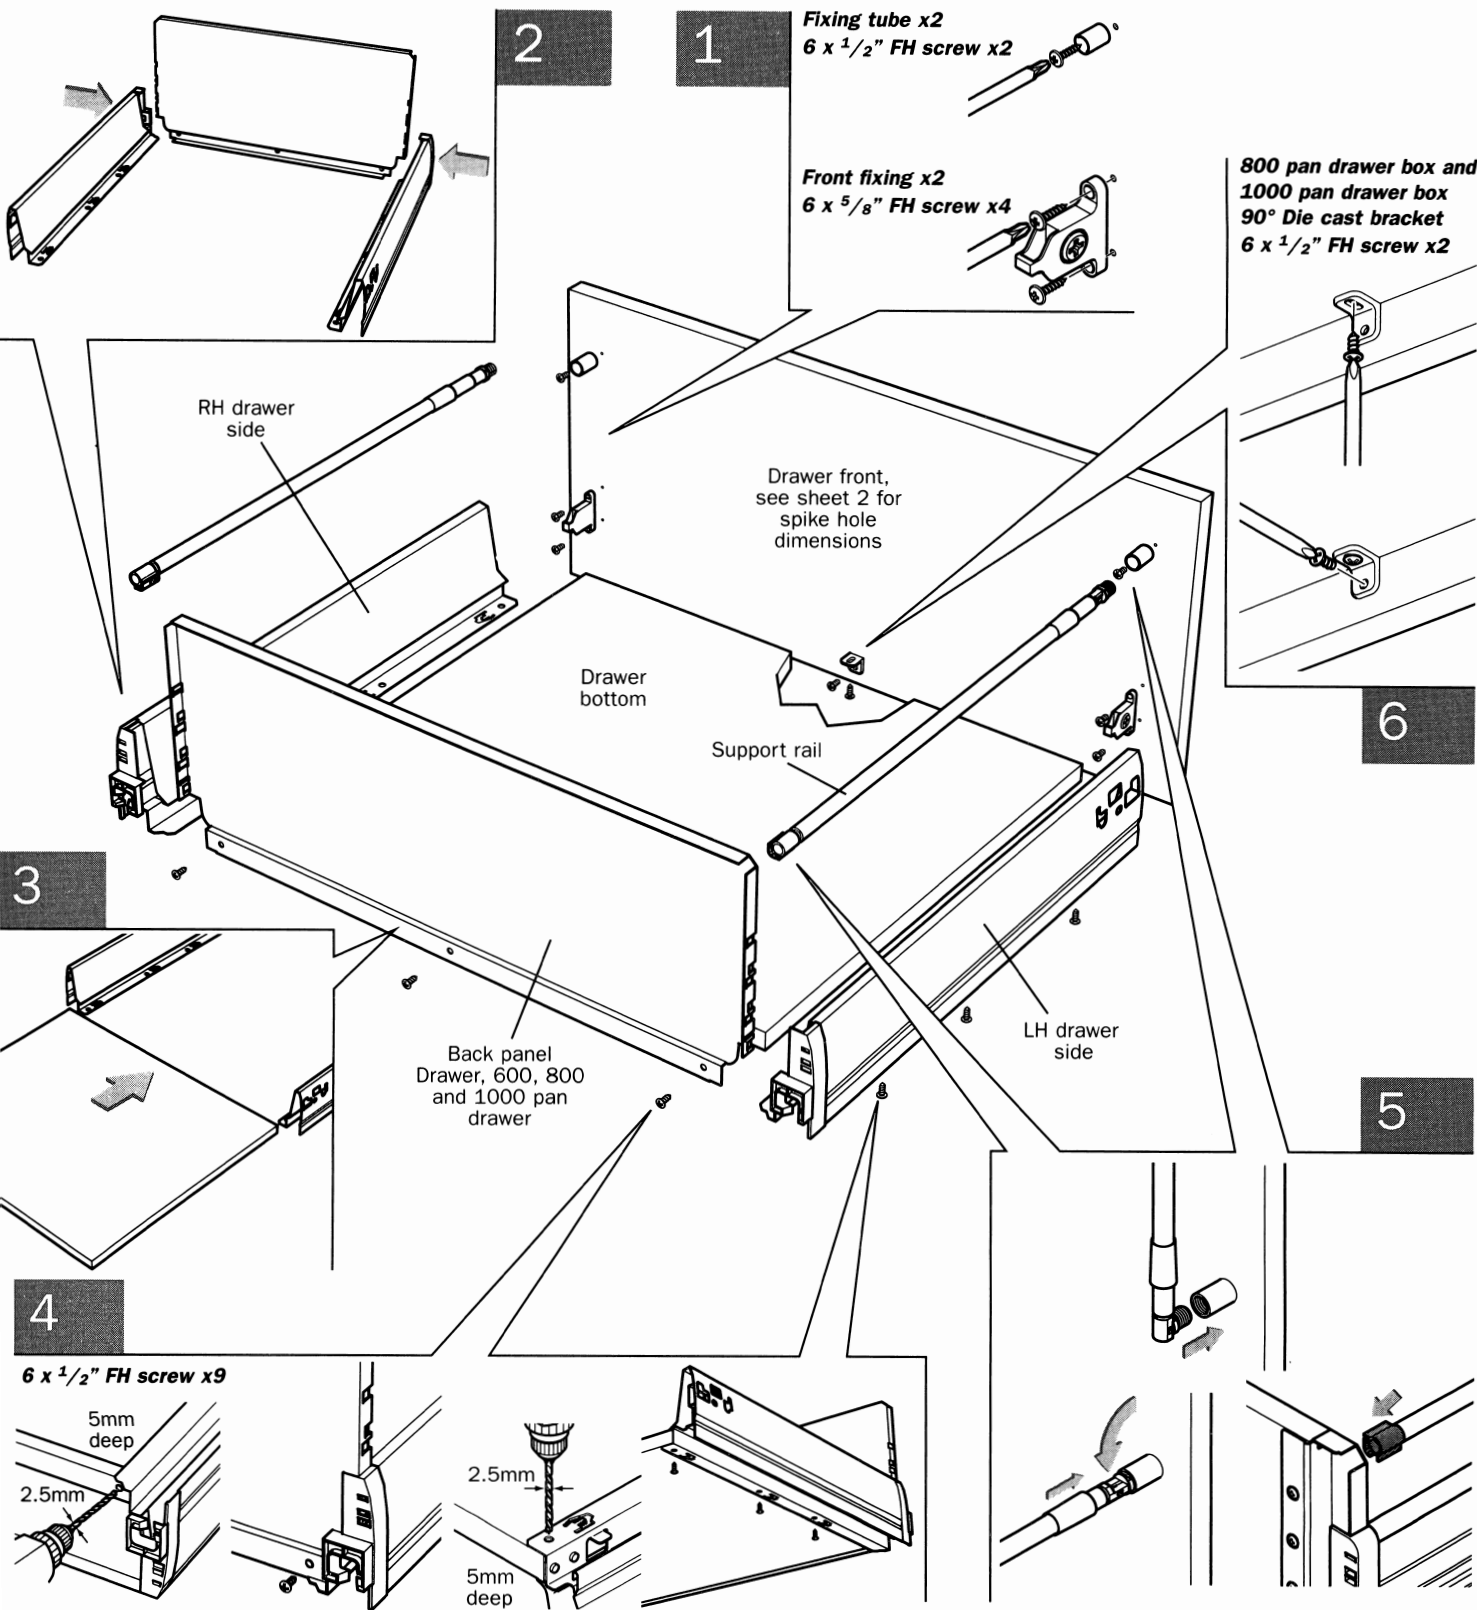 2
1
Fixing tube x2
6 x 1/2" FH screw x2
Front fixing x2
6 x 5/8" FH screw x4
800 pan drawer box and
1000 pan drawer box
90° Die cast bracket
6 x 1/2" FH screw x2
RH drawer
side
Drawer front,
see sheet 2 for
spike hole
dimensions
Drawer
bottom
Support rail
6
3
LH drawer
side
Back panel
Drawer, 600, 800
and 1000 pan
drawer
5
4
6 x 1/2" FH screw x9
5mm
deep
2.5mm
2.5mm
5mm
deep